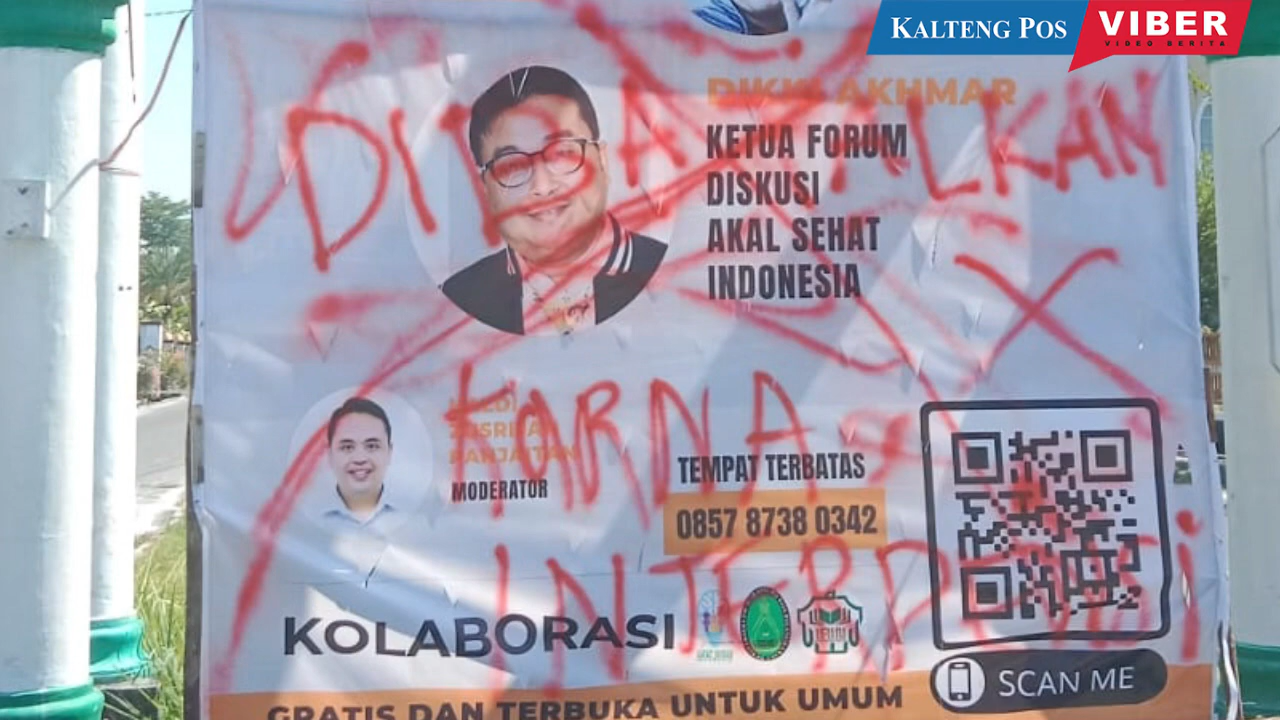 KALTENG POS
VIBER
VIDEO BERITA
DIBATALKAN
AKHMAR
KETUA FORUM
DISKUSI
AKAL SEHAT
INDONESIA
KARNA
PANJAITAN
MODERATOR
TEMPAT TERBATAS
0857 8738 0342
KOLABORASI
SCAN ME
GRATIS DAN TERBUKA UNTUK UMUM